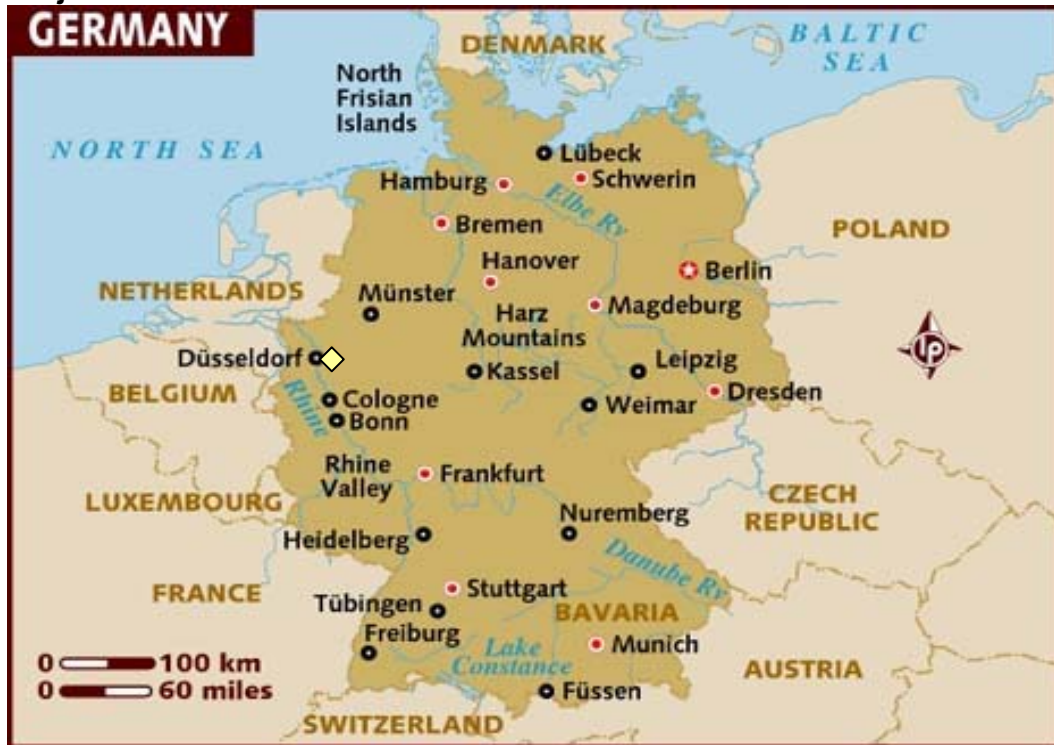 GERMANY
DENMARK
BALTIC
SEA
North
Frisian
Islands
NORTH SEA
Lübeck
Hamburg
Schwerin
Elbe Rv
Bremen
POLAND
Hanover
Berlin
NETHERLANDS
Münster
Magdeburg
Harz
Mountains
LP
Düsseldorf
Kassel
Leipzig
BELGIUM
Rhine
Cologne
Dresden
Weimar
Bonn
Rhine
Valley
Frankfurt
LUXEMBOURG
CZECH
REPUBLIC
Nuremberg
Heidelberg
Danube Rv
FRANCE
Stuttgart
Tübingen
BAVARIA
Freiburg
Lake
Constance
Munich
0 100 km
0 60 miles
AUSTRIA
Füssen
SWITZERLAND